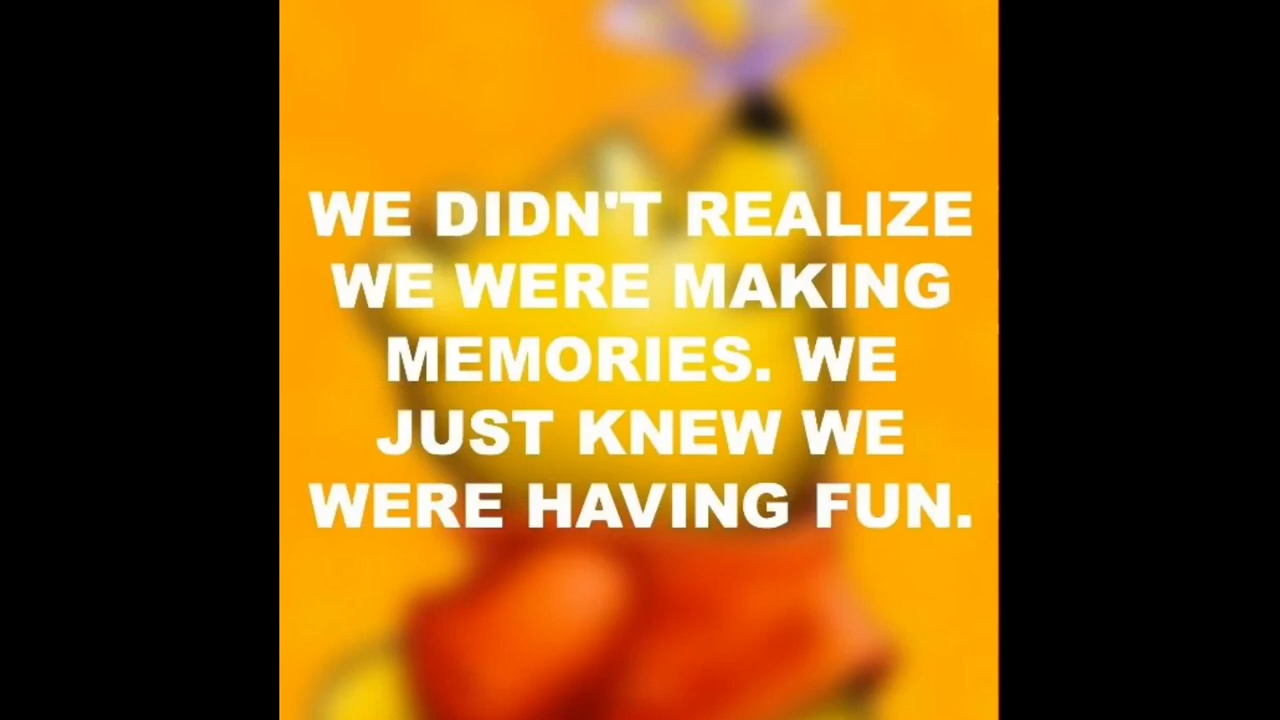 WE DIDN'T REALIZE
WE WERE MAKING
MEMORIES. WE
JUST KNEW WE
WERE HAVING FUN.